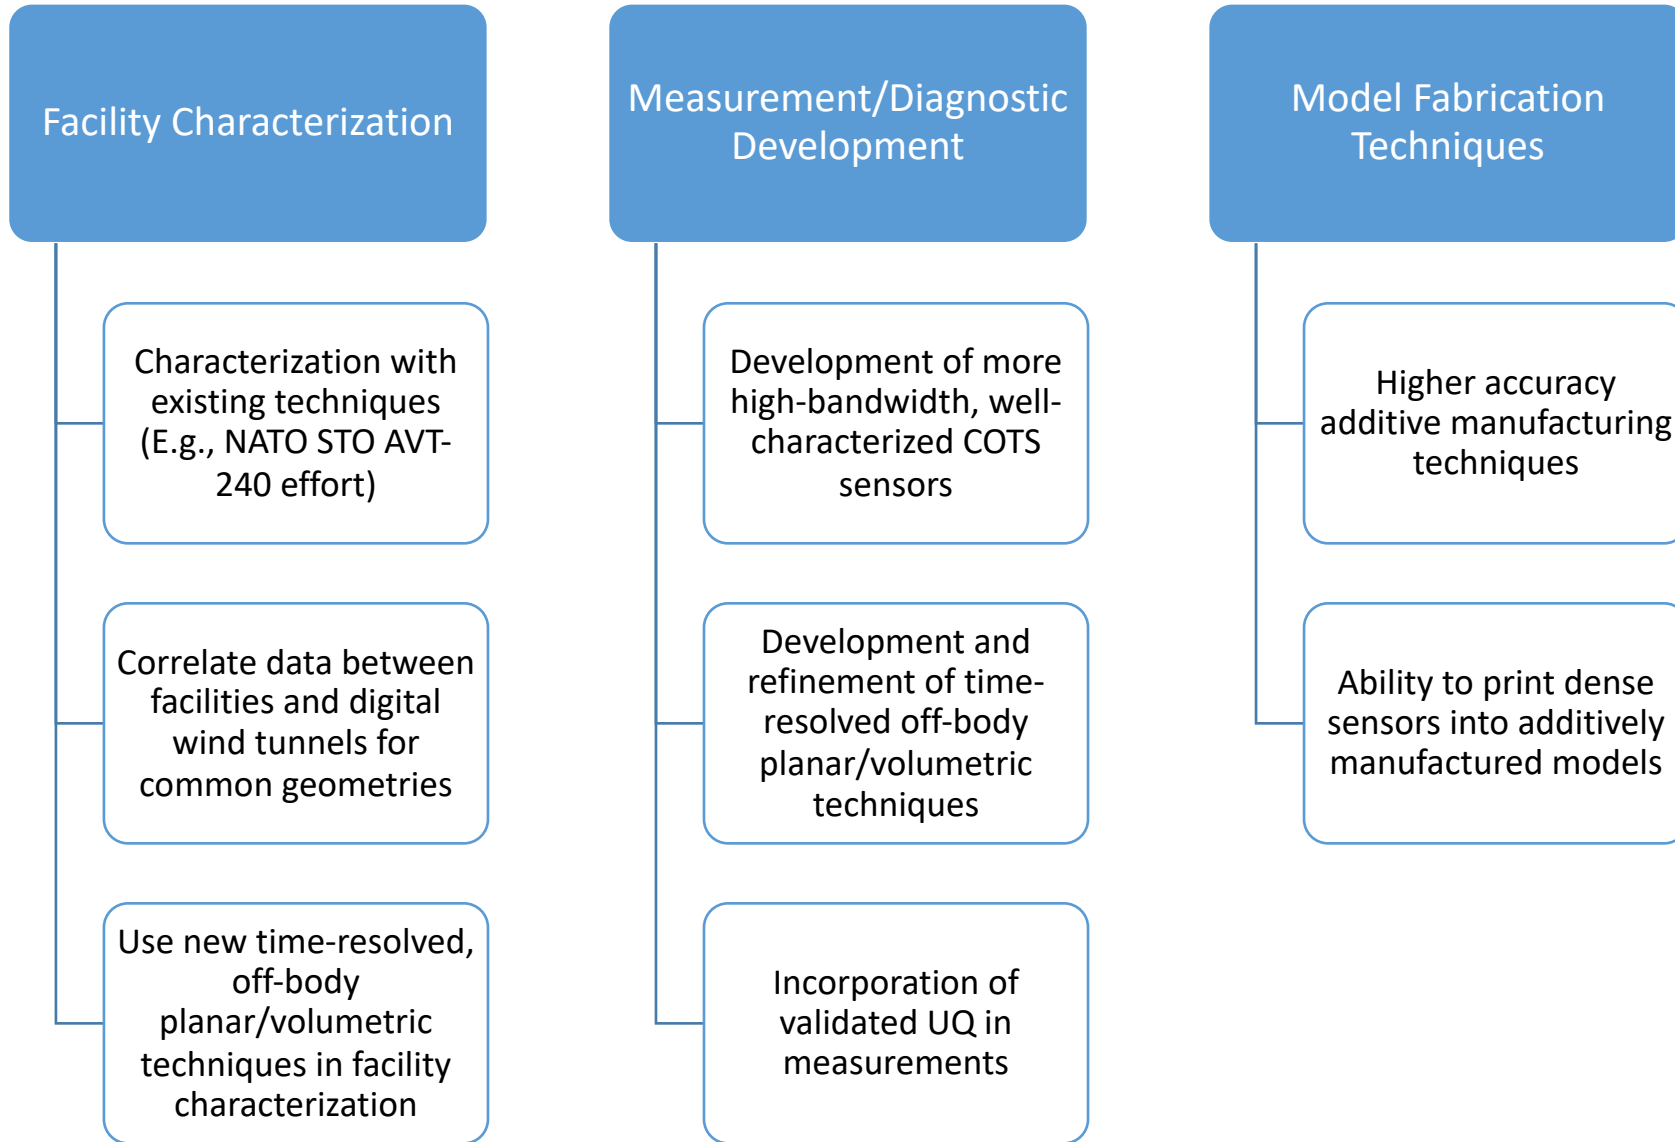 Facility Characterization
Characterization with
existing techniques
(E.g., NATO STO AVT-
240 effort)
Correlate data between
facilities and digital
wind tunnels for
common geometries
Use new time-resolved,
off-body
planar/volumetric
techniques in facility
characterization
Measurement/Diagnostic
Development
Development of more
high-bandwidth, well-
characterized COTS
sensors
Development and
refinement of time-
resolved off-body
planar/volumetric
techniques
Incorporation of
validated UQ in
measurements
Model Fabrication
Techniques
Higher accuracy
additive manufacturing
techniques
Ability to print dense
sensors into additively
manufactured models